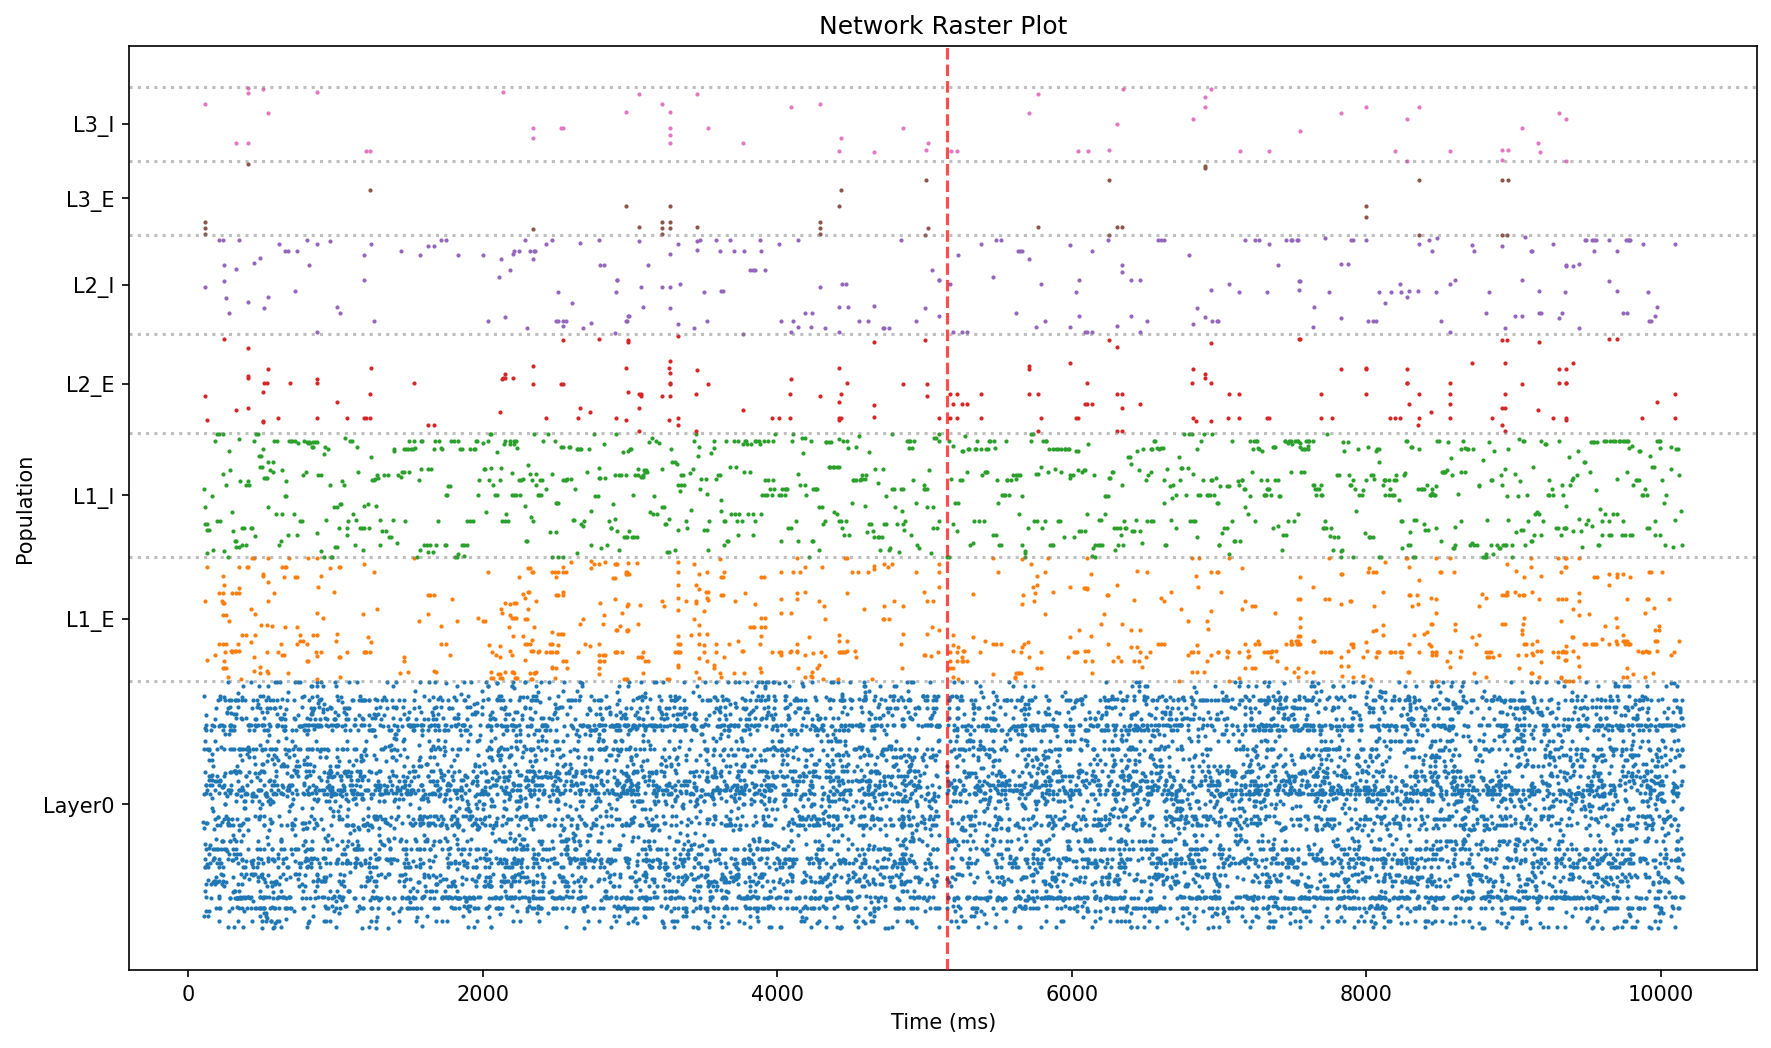 Network Raster Plot
Population
L3_I
L3_E
L2_I
L2_E
L1_I
L1_E
Layer0
0 2000 4000 6000 8000 10000
Time (ms)